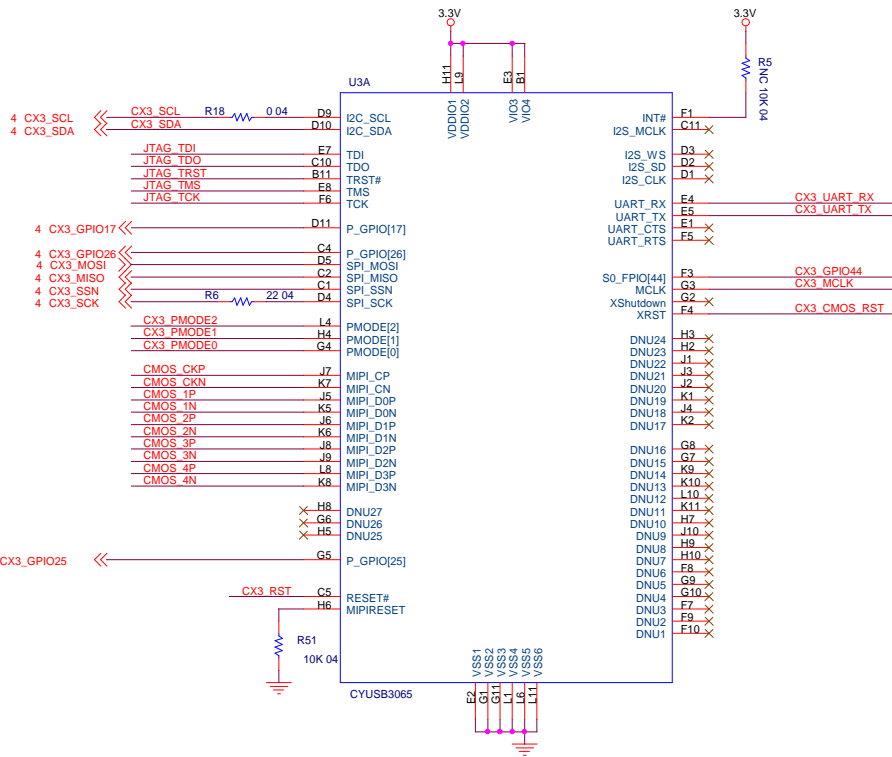 3.3V 3.3V
R5
NC 10K 04
H11 L9 E3 B1
U3A
VDDIO1 VDDIO2 VIO3 VIO4
4 CX3_SCL CX3_SCL R18 0 04 D9 I2C_SCL
4 CX3_SDA CX3_SDA D10 I2C_SDA
JTAG_TDI E7 TDI
JTAG_TDO C10 TDO
JTAG_TRST B11 TRST#
JTAG_TMS E8 TMS
JTAG_TCK F6 TCK
4 CX3_GPIO17 D11 P_GPIO[17]
4 CX3_GPIO26 C4 P_GPIO[26]
4 CX3_MOSI D5 SPI_MOSI
4 CX3_MISO C2 SPI_MISO
4 CX3_SSN C1 SPI_SSN
4 CX3_SCK R6 22 04 D4 SPI_SCK
CX3_PMODE2 L4 PMODE[2]
CX3_PMODE1 H4 PMODE[1]
CX3_PMODE0 G4 PMODE[0]
CMOS_CKP J7 MIPI_CP
CMOS_CKN K7 MIPI_CN
CMOS_1P J5 MIPI_D0P
CMOS_1N K5 MIPI_D0N
CMOS_2P J6 MIPI_D1P
CMOS_2N K6 MIPI_D1N
CMOS_3P J8 MIPI_D2P
CMOS_3N J9 MIPI_D2N
CMOS_4P L8 MIPI_D3P
CMOS_4N K8 MIPI_D3N
H8 DNU27
G6 DNU26
H5 DNU25
CX3_GPIO25 G5 P_GPIO[25]
CX3_RST C5 RESET#
H6 MIPIRESET
R51
10K 04
INT# F1
I2S_MCLK C11
I2S_WS D3
I2S_SD D2
I2S_CLK D1
UART_RX E4 CX3_UART_RX
UART_TX E5 CX3_UART_TX
UART_CTS E1
UART_RTS F5
S0_FPIO[44] F3 CX3_GPIO44
MCLK G3 CX3_MCLK
XShutdown G2
XRST F4 CX3_CMOS_RST
DNU24 H3
DNU23 H2
DNU22 J1
DNU21 J3
DNU20 J2
DNU19 K1
DNU18 J4
DNU17 K2
DNU16 G8
DNU15 G7
DNU14 K9
DNU13 K10
DNU12 L10
DNU11 K11
DNU10 H7
DNU9 J10
DNU8 H9
DNU7 H10
DNU6 F8
DNU5 G9
DNU4 G10
DNU3 F7
DNU2 F9
DNU1 F10
VSS1 VSS2 VSS3 VSS4 VSS5 VSS6
E2 G1 G11 L1 L6 L11
CYUSB3065